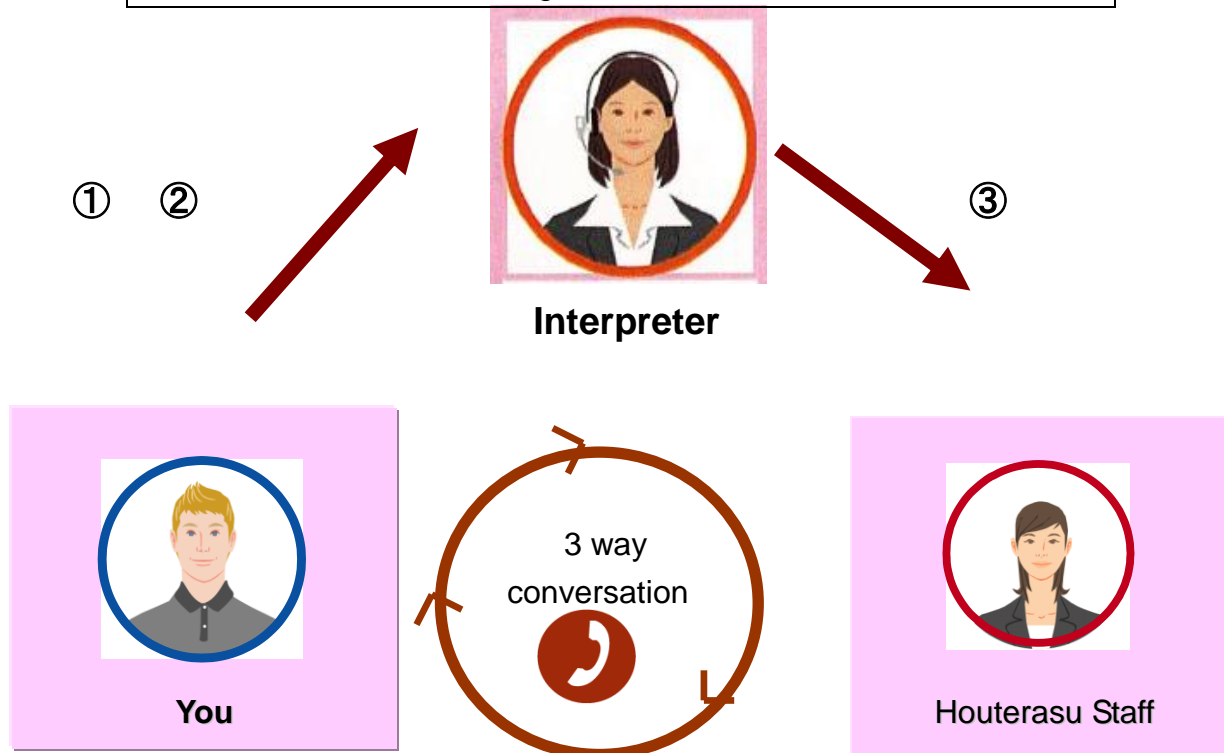 ① ②
③
Interpreter
3 way
conversation
You
Houterasu Staff